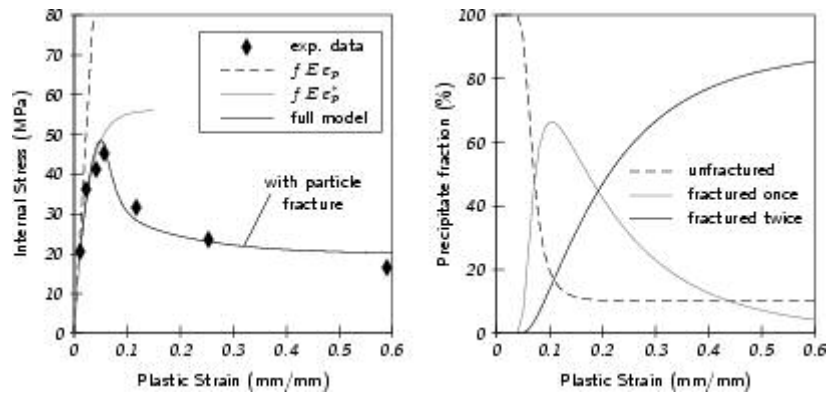 80
70
60
50
40
30
20
10
0
Internal Stress (MPa)
exp. data
f E εp
f E ε*p
full model
with particle
fracture
0
0.1
0.2
0.3
0.4
0.5
0.6
Plastic Strain (mm/mm)
100
80
60
40
20
0
Precipitate fraction (%)
unfractured
fractured once
fractured twice
0
0.1
0.2
0.3
0.4
0.5
0.6
Plastic Strain (mm/mm)